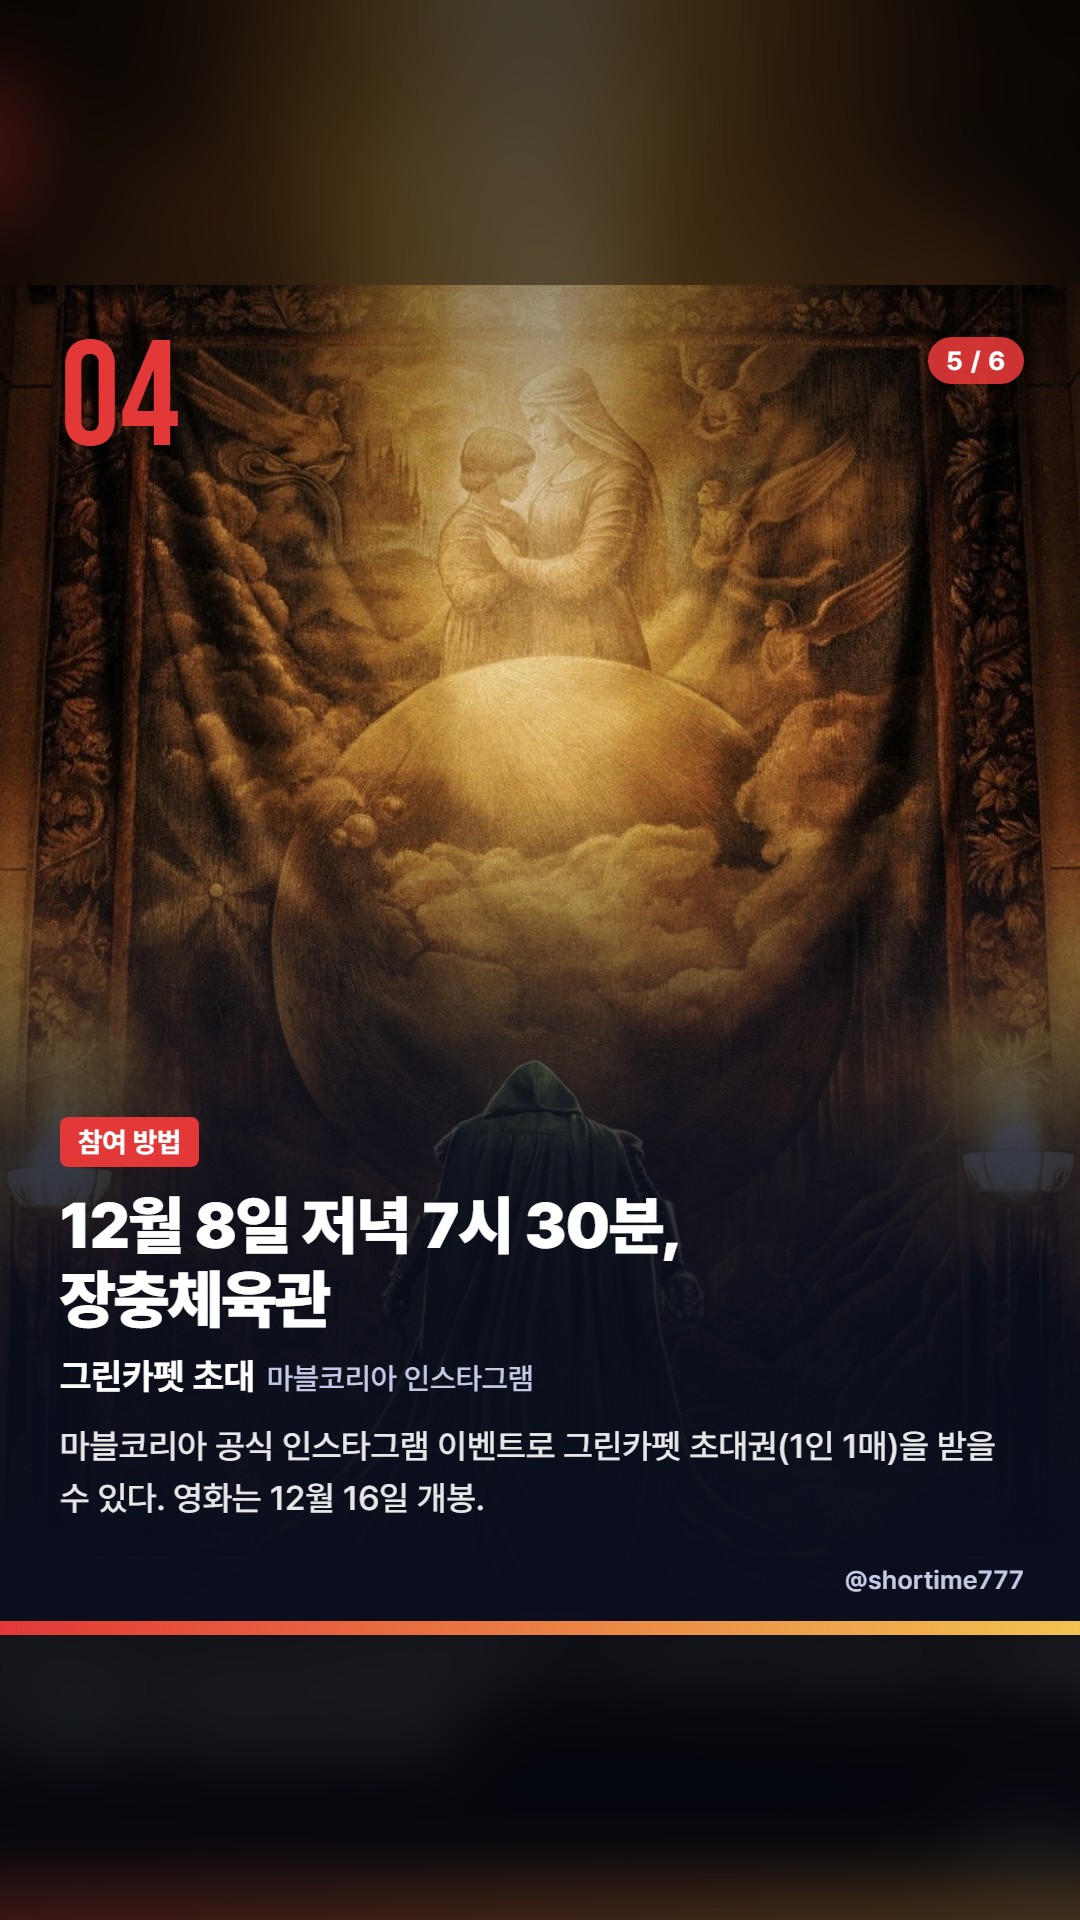 04
5 / 6
참여 방법
12월 8일 저녁 7시 30분,
장충체육관
그린카펫 초대 마블코리아 인스타그램
마블코리아 공식 인스타그램 이벤트로 그린카펫 초대권(1인 1매)을 받을
수 있다. 영화는 12월 16일 개봉.
@shortime777